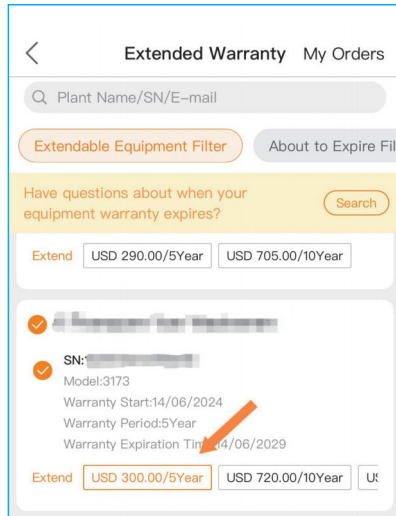 Extended Warranty My Orders
Plant Name/SN/E-mail
Extendable Equipment Filter About to Expire Fil
Have questions about when your
equipment warranty expires?
Search
Extend USD 290.00/5Year USD 705.00/10Year
SN:
Model:3173
Warranty Start:14/06/2024
Warranty Period:5Year
Warranty Expiration Tim 14/06/2029
Extend USD 300.00/5Year USD 720.00/10Year